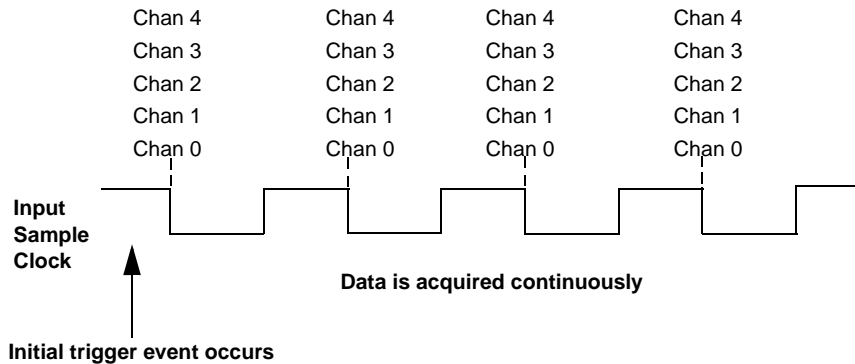 Chan 4 Chan 4 Chan 4 Chan 4
Chan 3 Chan 3 Chan 3 Chan 3
Chan 2 Chan 2 Chan 2 Chan 2
Chan 1 Chan 1 Chan 1 Chan 1
Chan 0 Chan 0 Chan 0 Chan 0
Input
Sample
Clock
Data is acquired continuously
Initial trigger event occurs